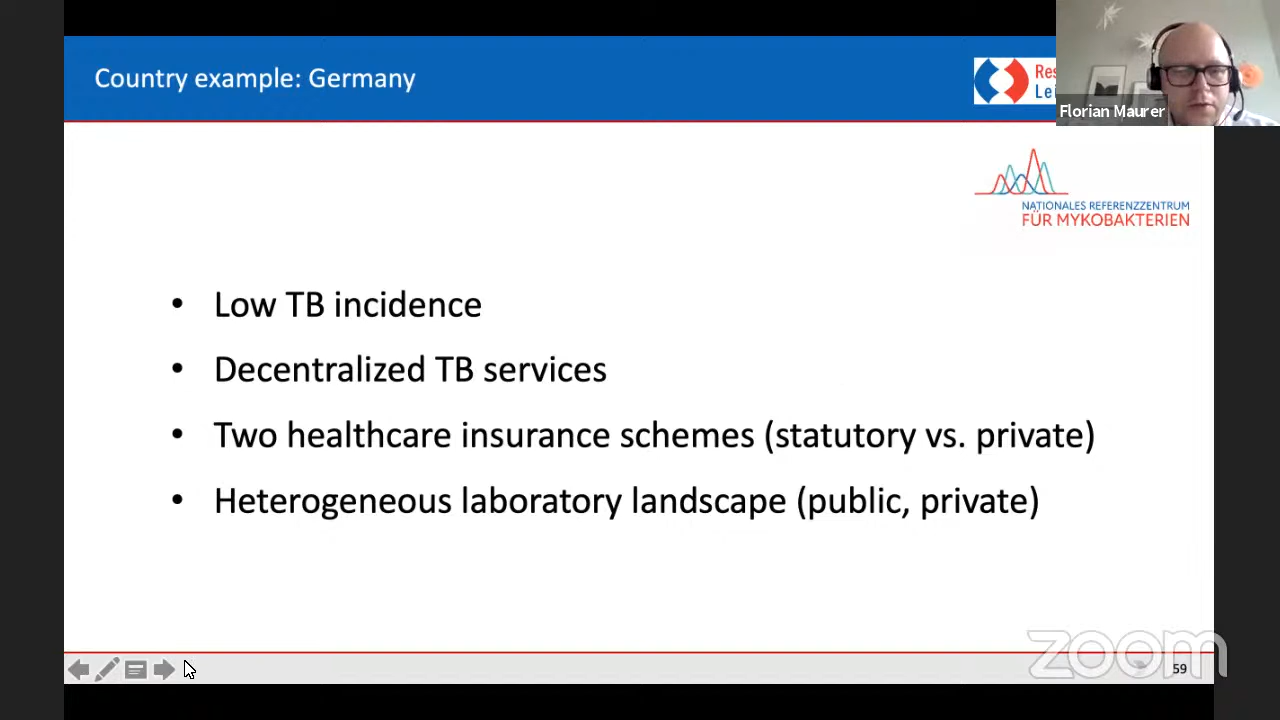 Country example: Germany
Florian Maurer
NATIONALES REFERENZZENTRUM
FÜR MYKOBAKTERIEN
• Low TB incidence
• Decentralized TB services
• Two healthcare insurance schemes (statutory vs. private)
• Heterogeneous laboratory landscape (public, private)
zoom
59